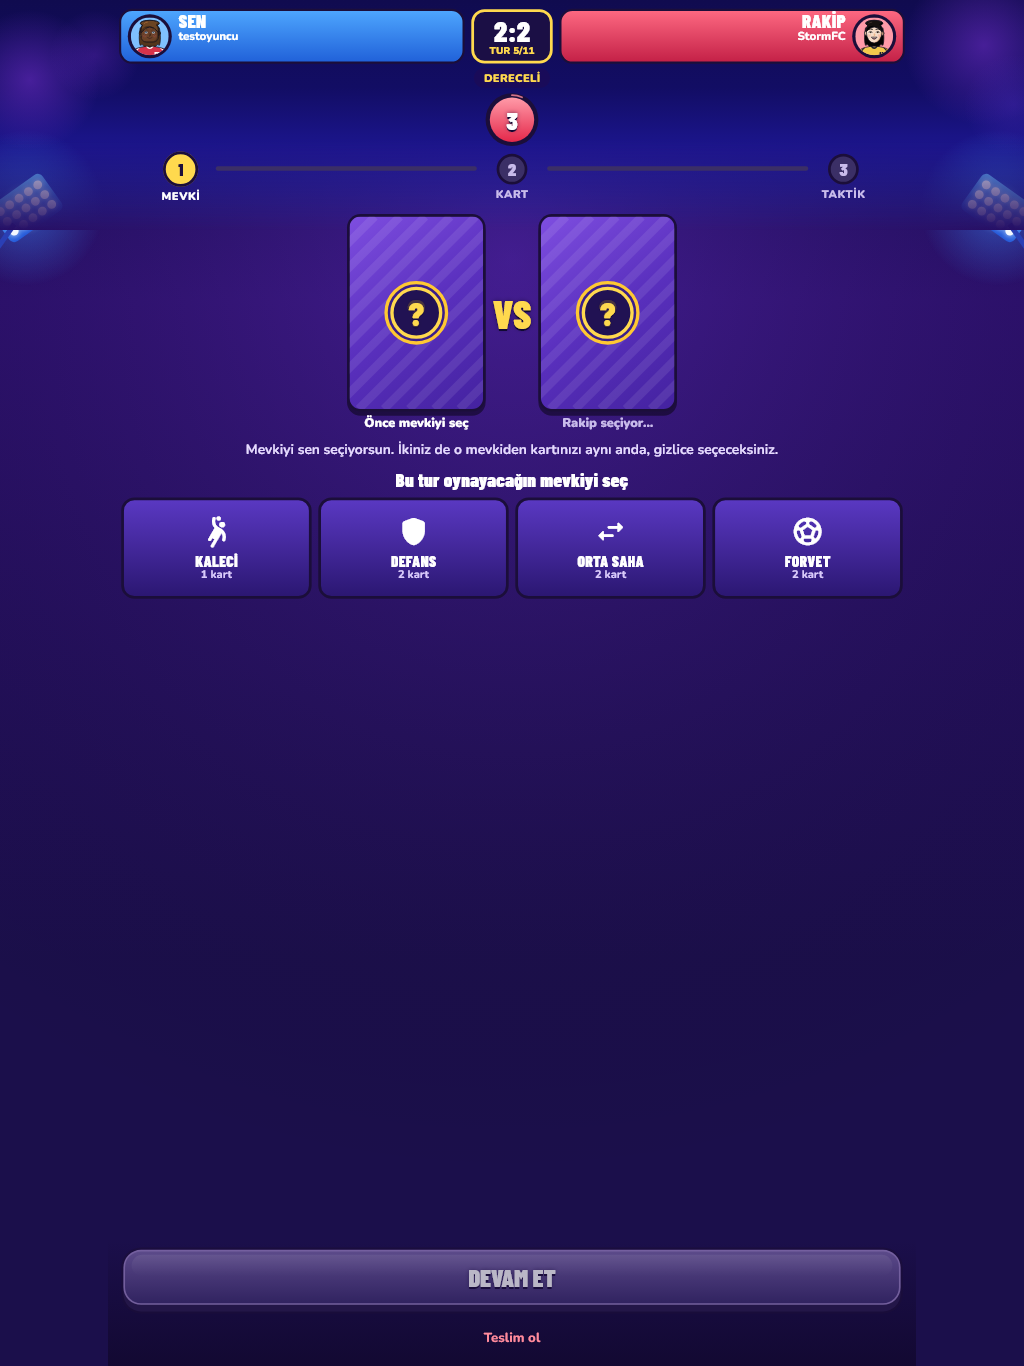 SEN
testoyuncu
2:2
TUR 5/11
RAKİP
StormFC
DERECELİ
3
1
2
3
MEVKİ
KART
TAKTİK
?
VS
?
Önce mevkiyi seç
Rakip seçiyor...
Mevkiyi sen seçiyorsun. İkiniz de o mevkiden kartınızı aynı anda, gizlice seçeceksiniz.
Bu tur oynayacağın mevkiyi seç
KALECİ
1 kart
DEFANS
2 kart
ORTA SAHA
2 kart
FORVET
2 kart
DEVAM ET
Teslim ol